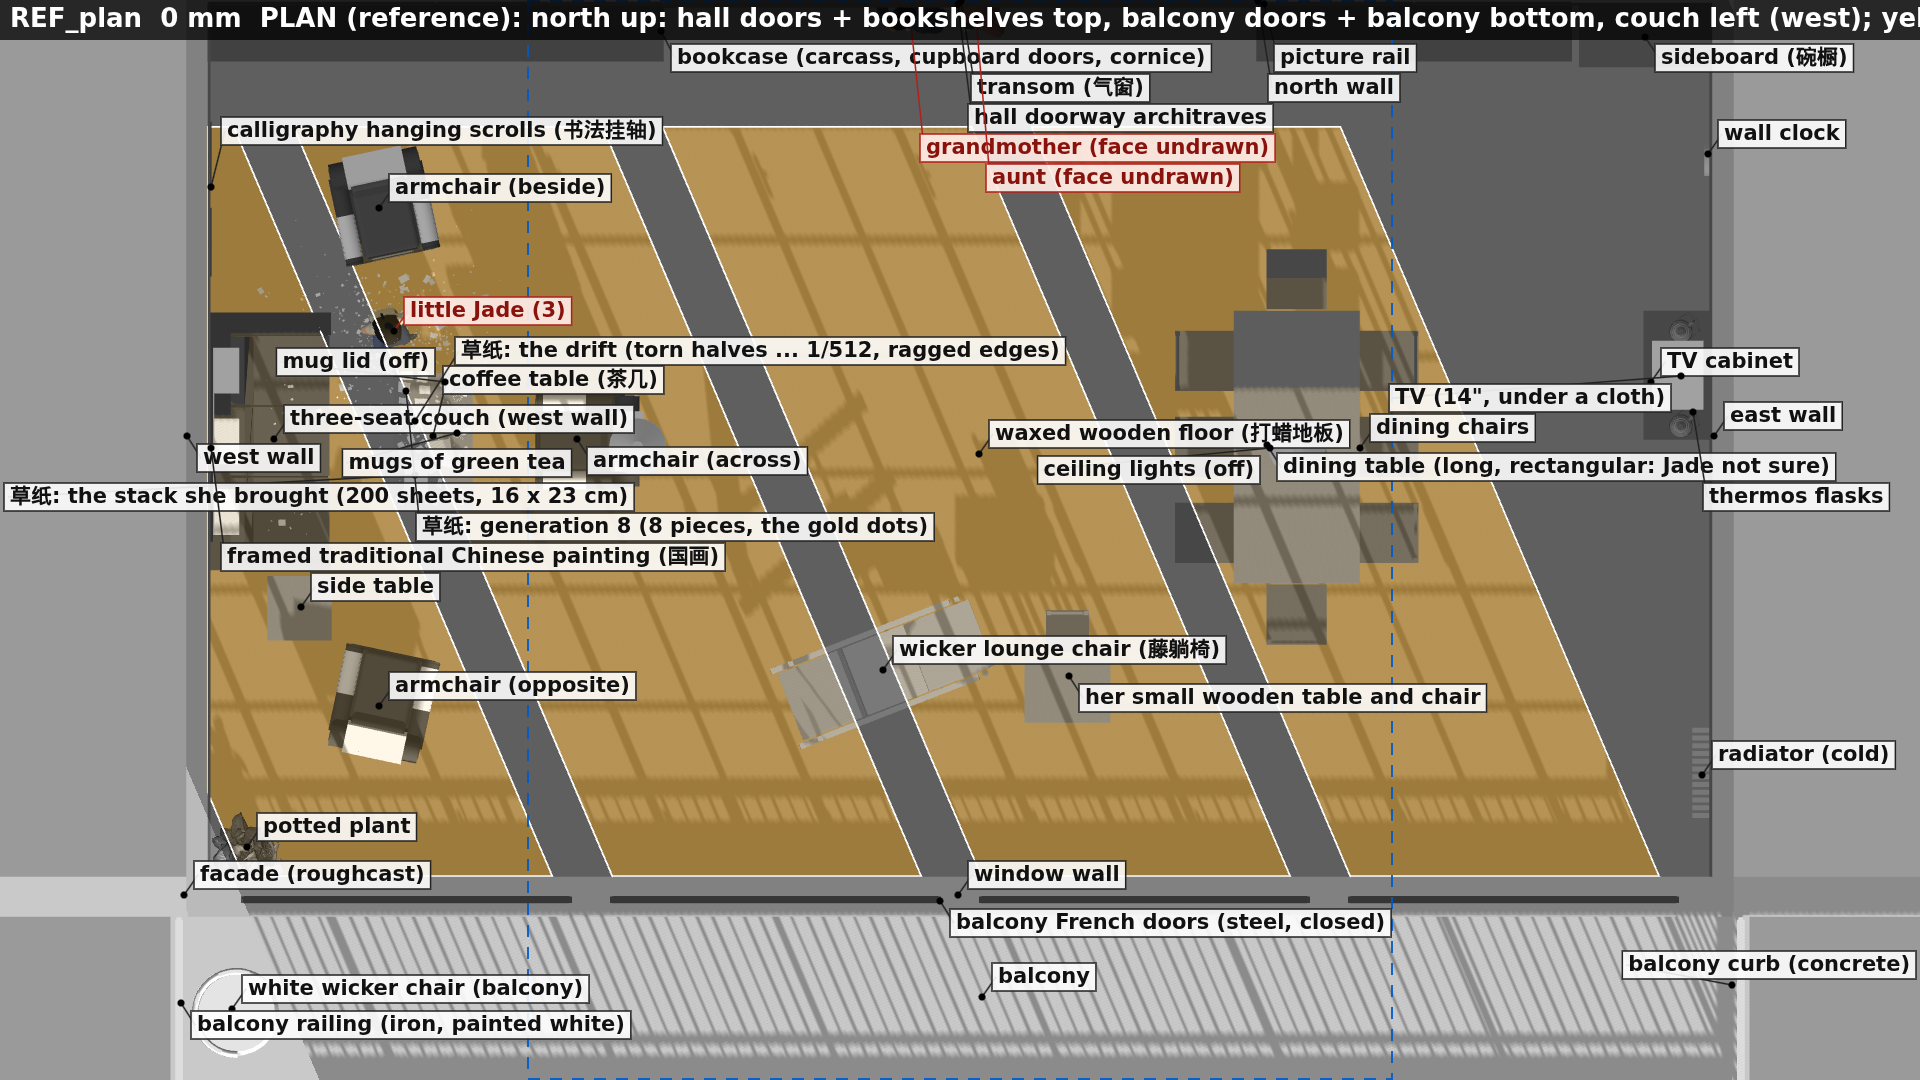 REF_plan 0 mm PLAN (reference): north up: hall doors + bookshelves top, balcony doors + balcony bottom, couch left (west);
bookcase (carcass, cupboard doors, cornice)
picture rail
sideboard (碗橱)
transom (气窗)
north wall
hall doorway architraves
calligraphy hanging scrolls (书法挂轴)
wall clock
grandmother (face undrawn)
aunt (face undrawn)
armchair (beside)
little Jade (3)
草纸: the drift (torn halves ... 1/512, ragged edges)
mug lid (off)
TV cabinet
coffee table (茶几)
TV (14", under a cloth)
three-seat couch (west wall)
east wall
waxed wooden floor (打蜡地板)
dining chairs
west wall
mugs of green tea
armchair (across)
ceiling lights (off)
dining table (long, rectangular: Jade not sure)
草纸: the stack she brought (200 sheets, 16 x 23 cm)
thermos flasks
草纸: generation 8 (8 pieces, the gold dots)
framed traditional Chinese painting (国画)
side table
wicker lounge chair (藤躺椅)
armchair (opposite)
her small wooden table and chair
radiator (cold)
potted plant
facade (roughcast)
window wall
balcony French doors (steel, closed)
balcony curb (concrete)
balcony
white wicker chair (balcony)
balcony railing (iron, painted white)